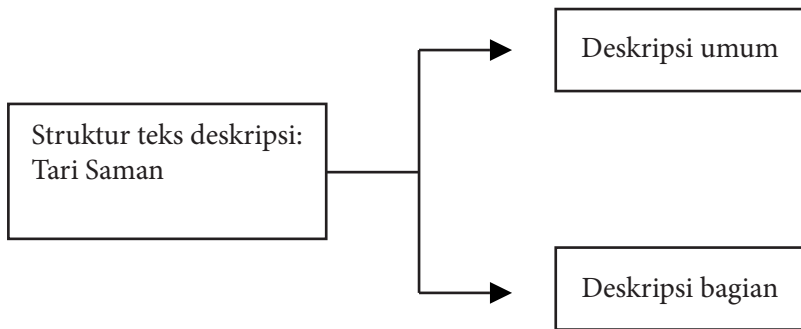 Struktur teks deskripsi:
Tari Saman
Deskripsi umum
Deskripsi bagian